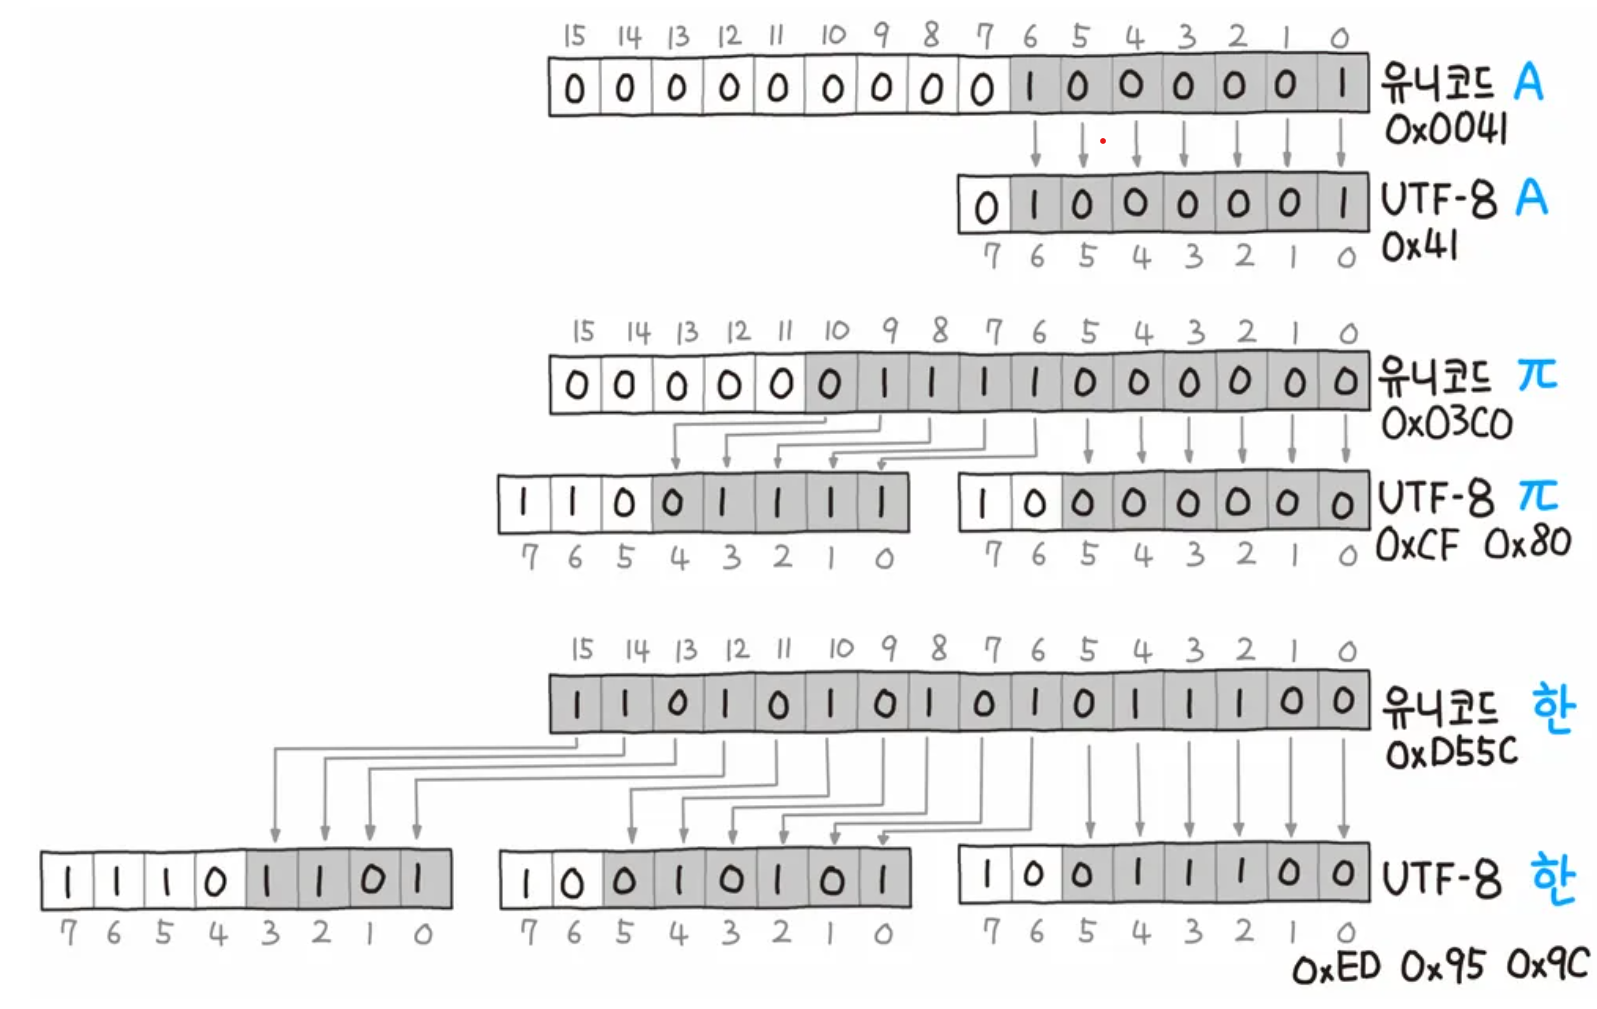 15 14 13 12 11 10 9 8 7 6 5 4 3 2 1 0
0 0 0 0 0 0 0 0 0 1 0 0 0 0 0 1 유니코드 A
0x0041
0 1 0 0 0 0 0 1 UTF-8 A
0x41
7 6 5 4 3 2 1 0
15 14 13 12 11 10 9 8 7 6 5 4 3 2 1 0
0 0 0 0 0 0 1 1 1 1 0 0 0 0 0 0 유니코드 π
0x03C0
1 1 0 0 1 1 1 1 1 0 0 0 0 0 0 0 UTF-8 π
0xCF 0x80
7 6 5 4 3 2 1 0 7 6 5 4 3 2 1 0
15 14 13 12 11 10 9 8 7 6 5 4 3 2 1 0
1 1 0 1 0 1 0 1 0 1 0 1 1 1 0 0 유니코드 한
0xD55C
1 1 1 0 1 1 0 1 1 0 0 1 0 1 0 1 1 0 0 1 1 1 0 0 UTF-8 한
7 6 5 4 3 2 1 0 7 6 5 4 3 2 1 0 7 6 5 4 3 2 1 0
0xED 0x95 0x9C